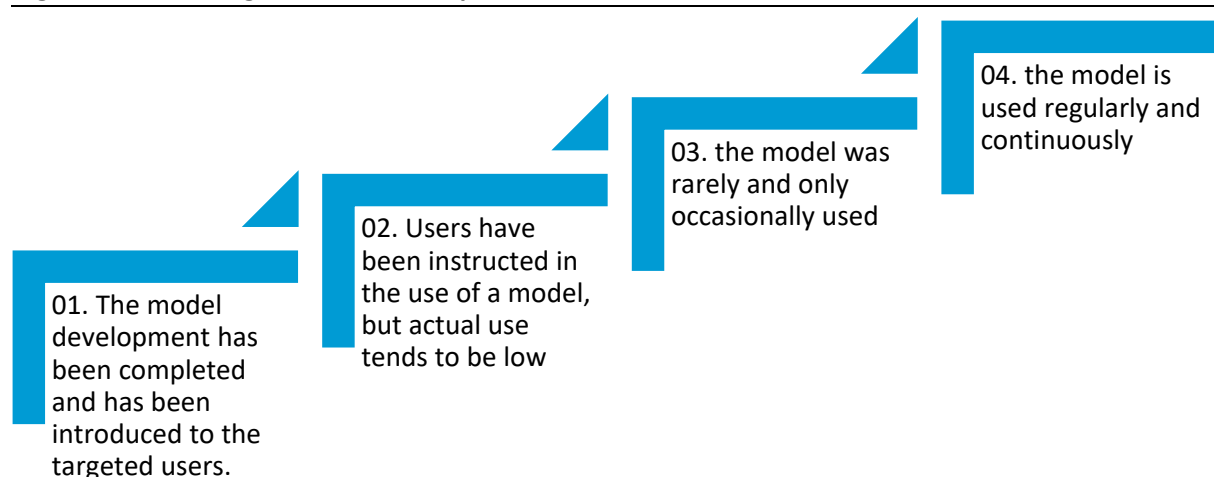 01. The model
development has
been completed
and has been
introduced to the
targeted users.
02. Users have
been instructed in
the use of a model,
but actual use
tends to be low
03. the model was
rarely and only
occasionally used
04. the model is
used regularly and
continuously